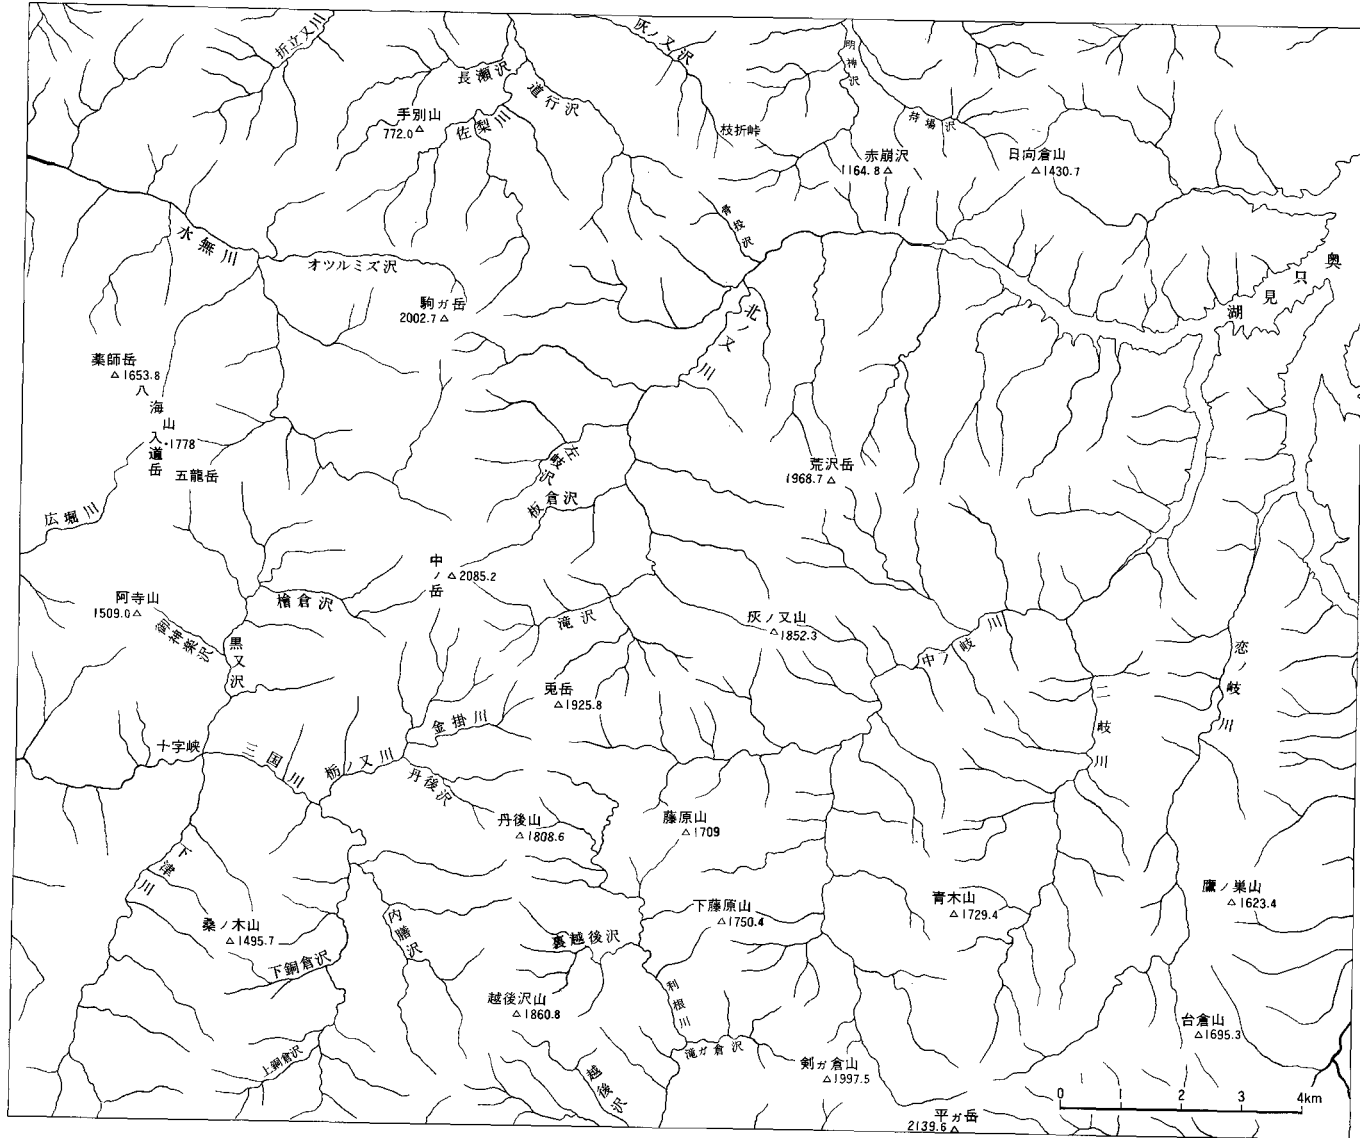 折立又川
灰ノ又沢
明神沢
長瀬沢
道行沢
手別山
772.0△
佐梨川
持場沢
枝折峠
赤崩沢
1164.8△
日向倉山
△1430.7
骨投沢
水無川
オツルミズ沢
奥只見湖
駒ガ岳
2002.7△
北ノ又川
薬師岳
△1653.8
八海山
入道岳
・1778
五龍岳
左岐沢
荒沢岳
1968.7△
板倉沢
広堀川
中ノ岳
△2085.2
阿寺山
1509.0△
檜倉沢
御神楽沢
黒又沢
滝沢
灰ノ又山
△1852.3
中ノ岐川
恋ノ岐川
二岐川
兎岳
△1925.8
金掛川
十字峡
三国川
栃ノ又川
丹後沢
丹後山
△1808.6
藤原山
△1709
下津川
桑ノ木山
△1495.7
内膳沢
下藤原山
△1750.4
青木山
△1729.4
鷹ノ巣山
△1623.4
裏越後沢
下銅倉沢
利根川
越後沢山
△1860.8
台倉山
△1695.3
上銅倉沢
滝ガ倉沢
越後沢
剣ガ倉山
△1997.5
平ガ岳
2139.6△
0 1 2 3 4km